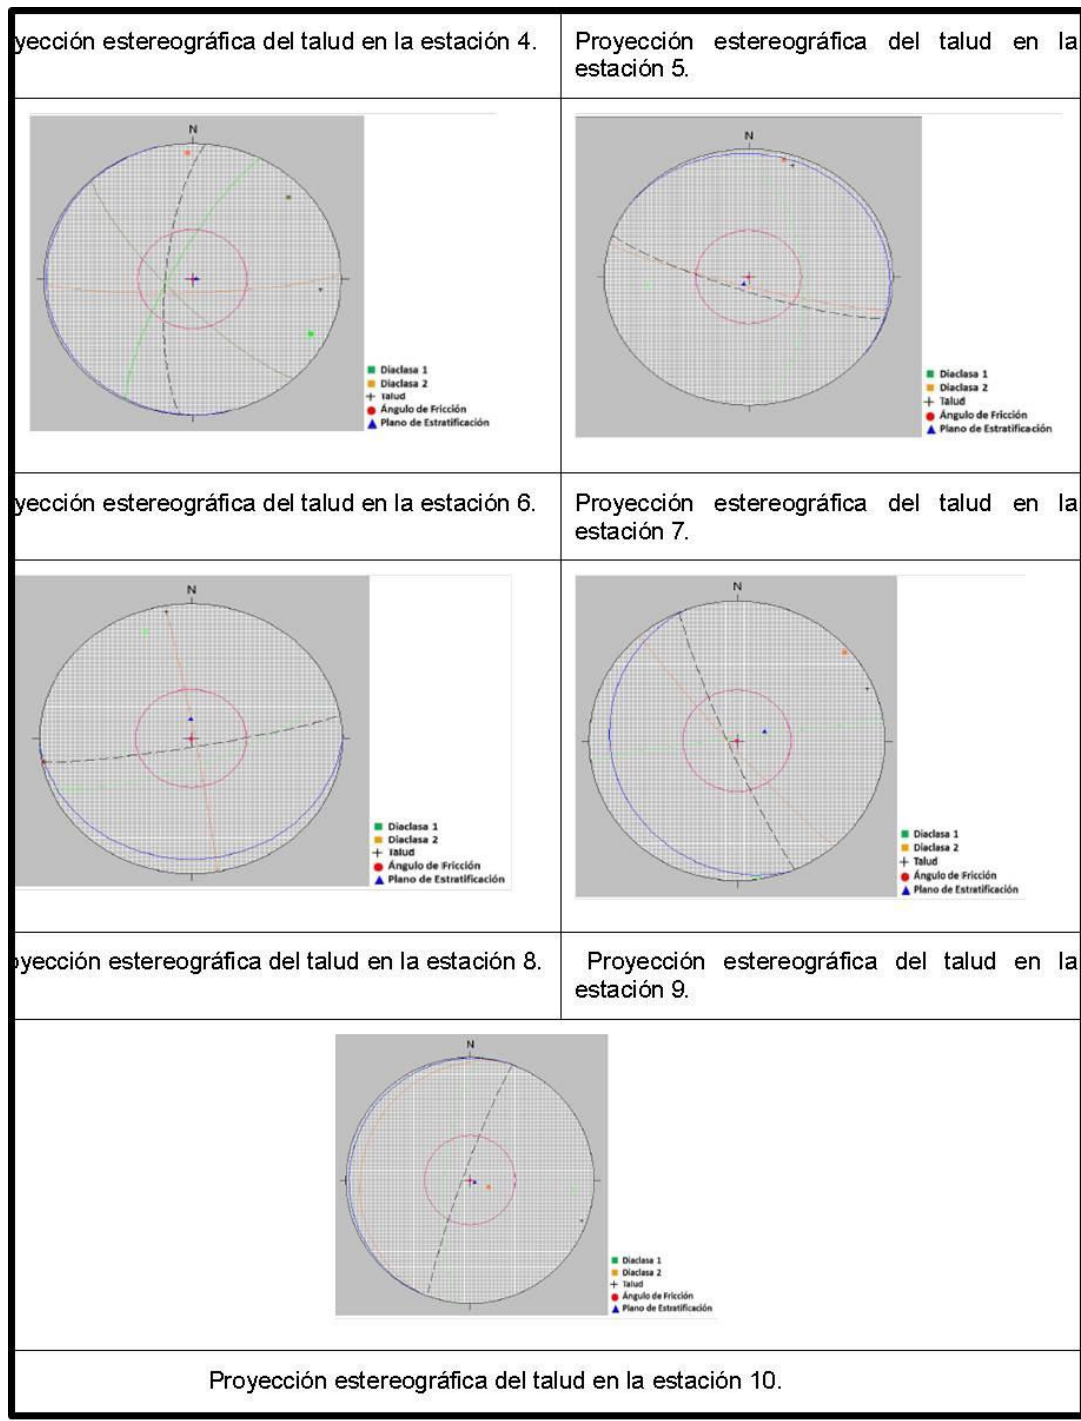 yección estereográfica del talud en la estación 4.
Proyección estereográfica del talud en la
estación 5.
N
Diaclasa 1
Diaclasa 2
Talud
Ángulo de Fricción
Plano de Estratificación
N
Diaclasa 1
Diaclasa 2
Talud
Ángulo de Fricción
Plano de Estratificación
yección estereográfica del talud en la estación 6.
Proyección estereográfica del talud en la
estación 7.
N
Diaclasa 1
Diaclasa 2
Talud
Ángulo de Fricción
Plano de Estratificación
N
Diaclasa 1
Diaclasa 2
Talud
Ángulo de Fricción
Plano de Estratificación
oyección estereográfica del talud en la estación 8.
Proyección estereográfica del talud en la
estación 9.
N
Diaclasa 1
Diaclasa 2
Talud
Ángulo de Fricción
Plano de Estratificación
Proyección estereográfica del talud en la estación 10.